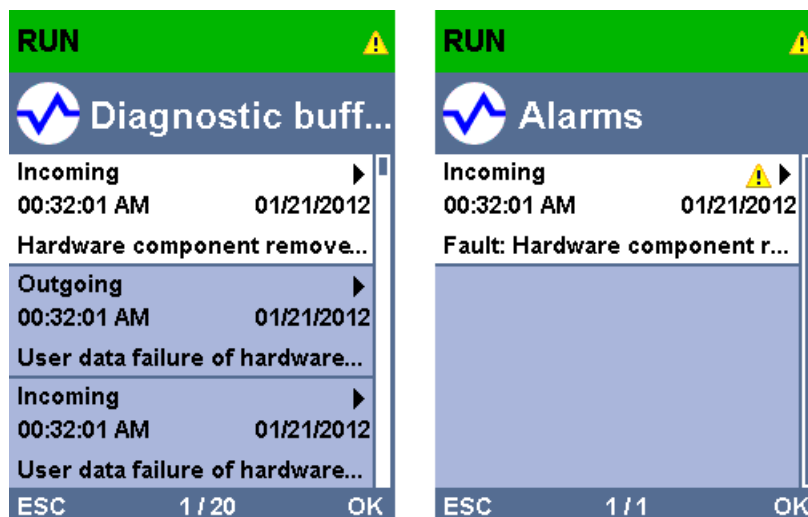 RUN
Diagnostic buff...
Incoming
00:32:01 AM 01/21/2012
Hardware component remove...
Outgoing
00:32:01 AM 01/21/2012
User data failure of hardware...
Incoming
00:32:01 AM 01/21/2012
User data failure of hardware...
ESC 1/20 OK
RUN
Alarms
Incoming
00:32:01 AM 01/21/2012
Fault: Hardware component r...
ESC 1/1 OK